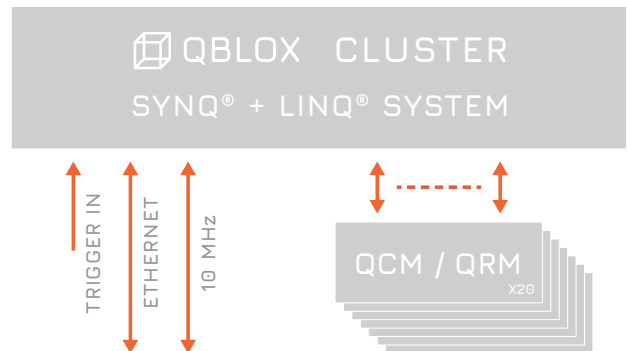 QBLOX CLUSTER
SYNQ® + LINQ® SYSTEM
TRIGGER IN
ETHERNET
10 MHz
QCM / QRM
X20